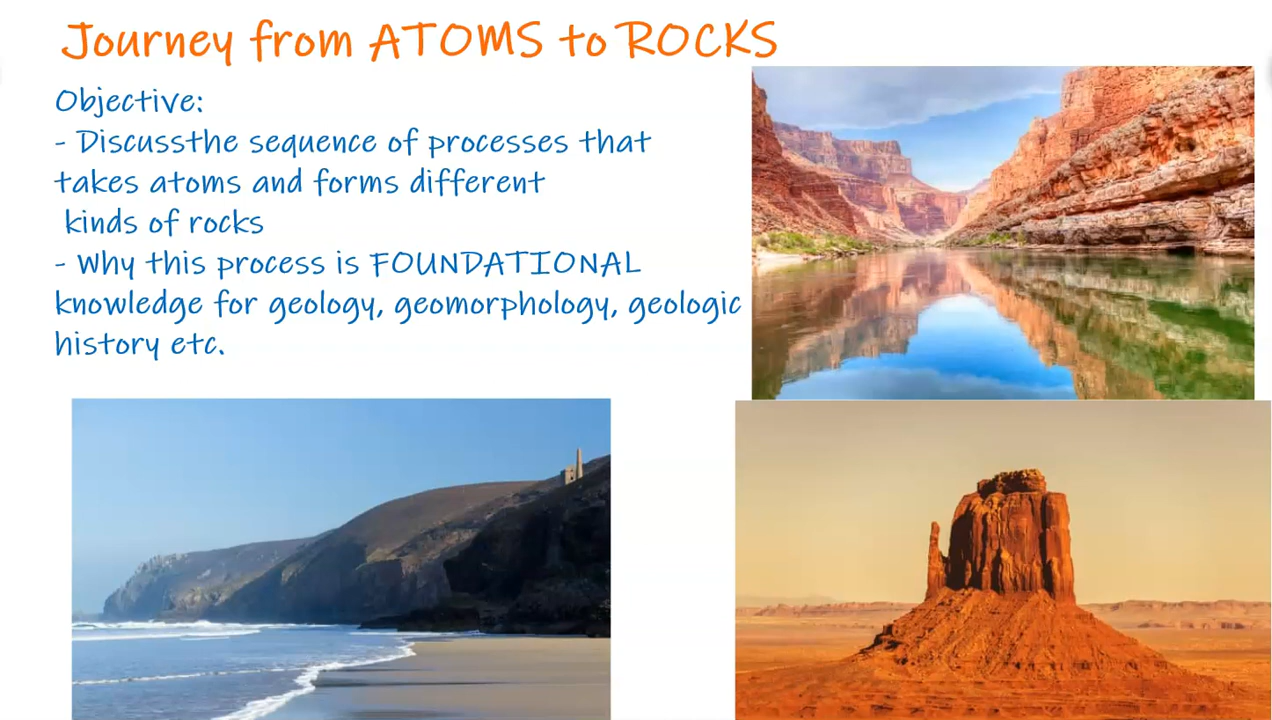 Journey from ATOMS to ROCKS
Objective:
- Discussthe sequence of processes that
takes atoms and forms different
kinds of rocks
- Why this process is FOUNDATIONAL
knowledge for geology, geomorphology, geologic
history etc.